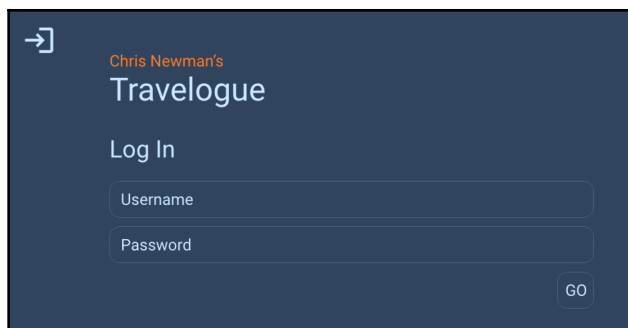 Chris Newman's
Travelogue
Log In
Username
Password
GO